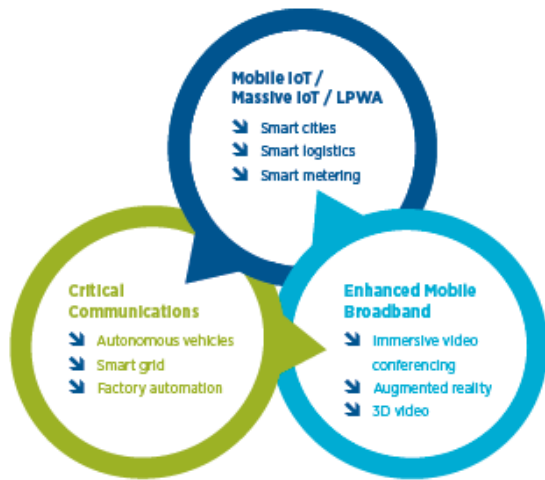 Mobile IoT /
Massive IoT / LPWA
Smart cities
Smart logistics
Smart metering
Critical
Communications
Autonomous vehicles
Smart grid
Factory automation
Enhanced Mobile
Broadband
Immersive video
conferencing
Augmented reality
3D video